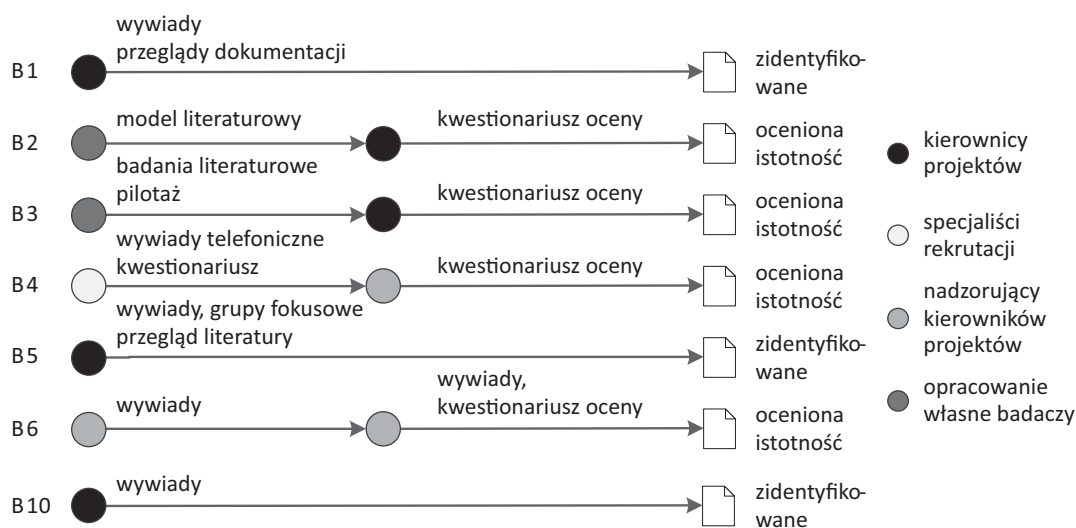 wywiady
przeglądy dokumentacji
B1
zidentyfiko-
wane
model literaturowy
kwestionariusz oceny
B2
oceniona
istotność
badania literaturowe
pilotaż
kwestionariusz oceny
B3
oceniona
istotność
wywiady telefoniczne
kwestionariusz
kwestionariusz oceny
B4
oceniona
istotność
wywiady, grupy fokusowe
przegląd literatury
B5
zidentyfiko-
wane
wywiady
wywiady,
kwestionariusz oceny
B6
oceniona
istotność
wywiady
B10
zidentyfiko-
wane
kierownicy
projektów
specjaliści
rekrutacji
nadzorujący
kierowników
projektów
opracowanie
własne badaczy